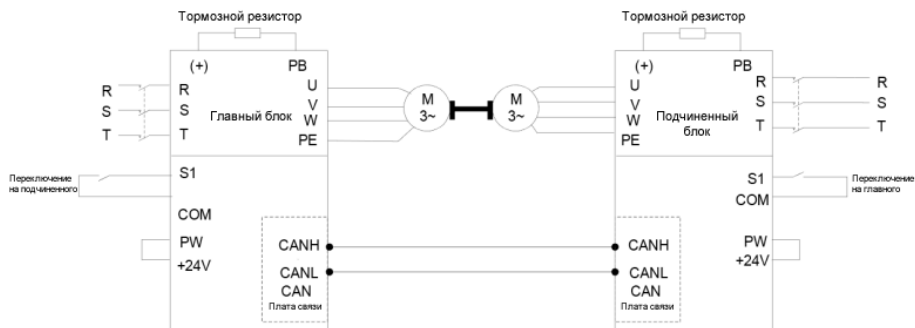 Тормозной резистор
Тормозной резистор
(+) PB
(+) PB
R R U M 3~ M 3~ U R R
S S V V S S
Главный блок W W Подчиненный блок
T T PE PE T T
Переключение на подчиненного
S1
COM
PW
+24V
CANH
CANL
CAN
Плата связи
CANH
CANL
CAN
Плата связи
S1
COM
Переключение на главного
PW
+24V